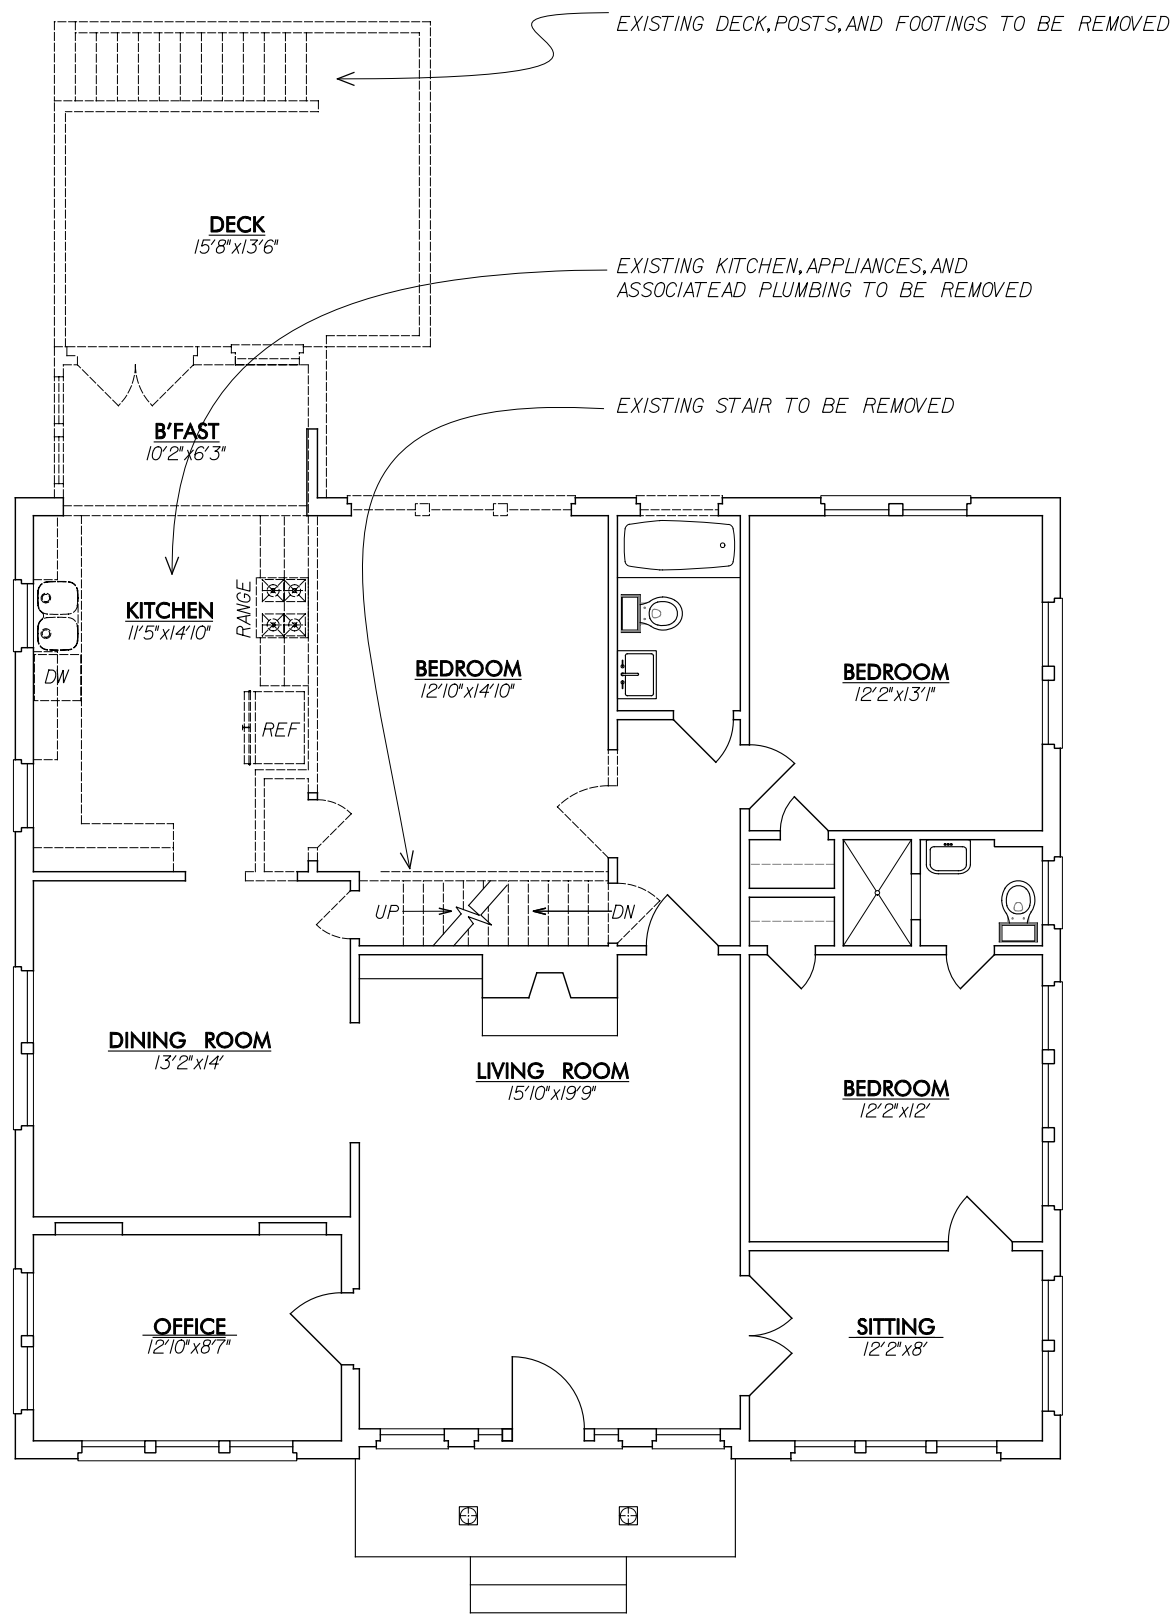 EXISTING DECK, POSTS, AND FOOTINGS TO BE REMOVED
DECK
15'8"x13'6"
EXISTING KITCHEN, APPLIANCES, AND
ASSOCIATEAD PLUMBING TO BE REMOVED
EXISTING STAIR TO BE REMOVED
B'FAST
10'2"x6'3"
KITCHEN
11'5"x14'10"
RANGE
DW
REF
BEDROOM
12'10"x14'10"
BEDROOM
12'2"x13'1"
UP
DN
DINING ROOM
13'2"x14'
LIVING ROOM
15'10"x19'9"
BEDROOM
12'2"x12'
OFFICE
12'10"x8'7"
SITTING
12'2"x8'